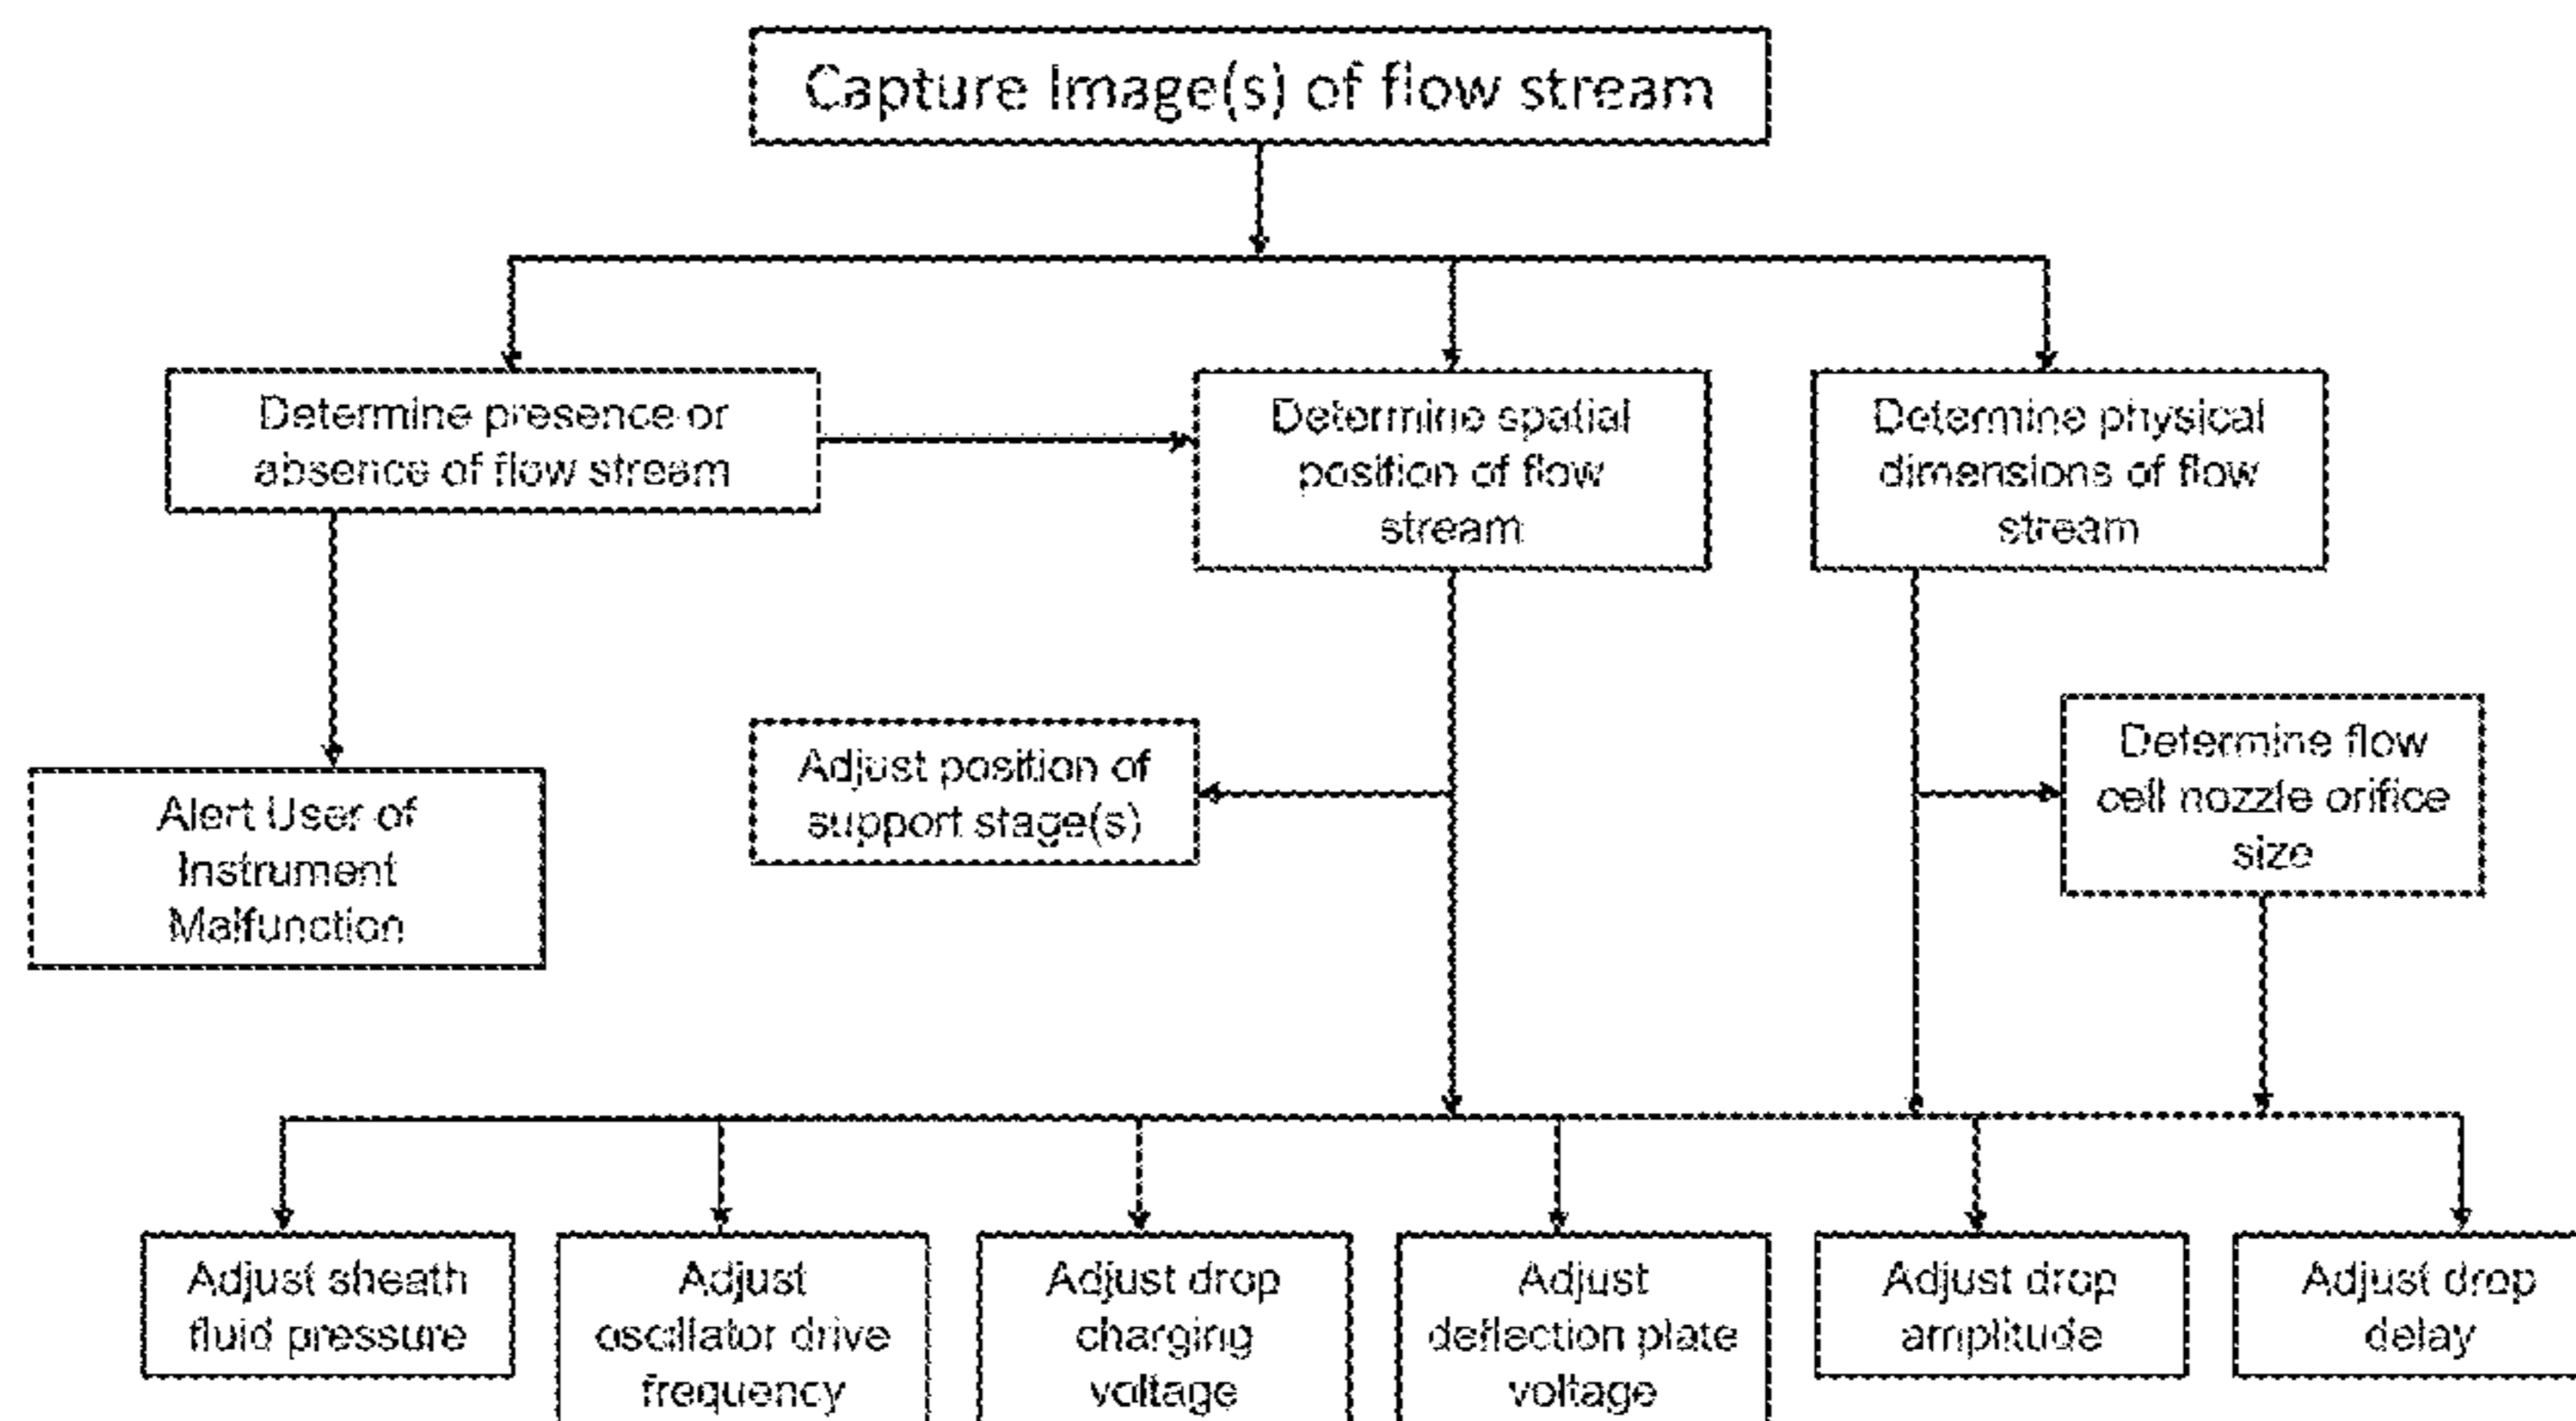 Capture Image(s) of flow stream
Determine presence or
absence of flow stream
Determine spatial
position of flow
stream
Determine physical
dimensions of flow
stream
Adjust position of
support stage(s)
Determine flow
cell nozzle orifice
size
Alert User of
Instrument
Malfunction
Adjust sheath
fluid pressure
Adjust
oscillator drive
frequency
Adjust drop
charging
voltage
Adjust
deflection plate
voltage
Adjust drop
amplitude
Adjust drop
delay